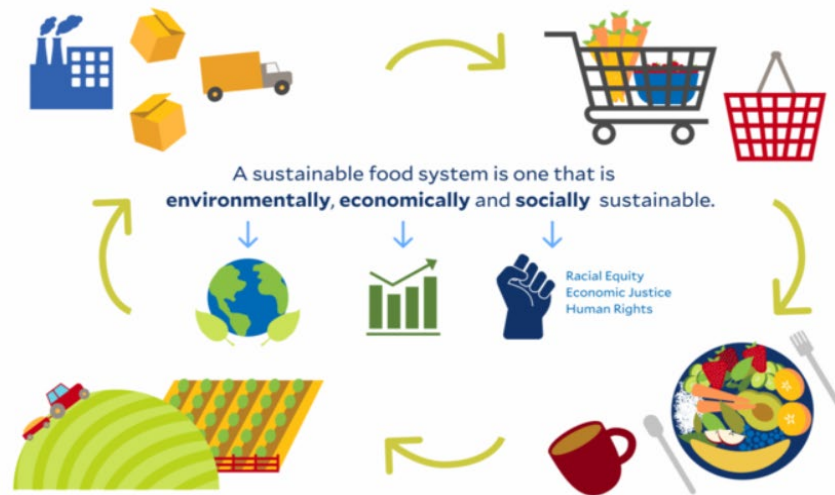 A sustainable food system is one that is
environmentally, economically and socially sustainable.
Racial Equity
Economic Justice
Human Rights